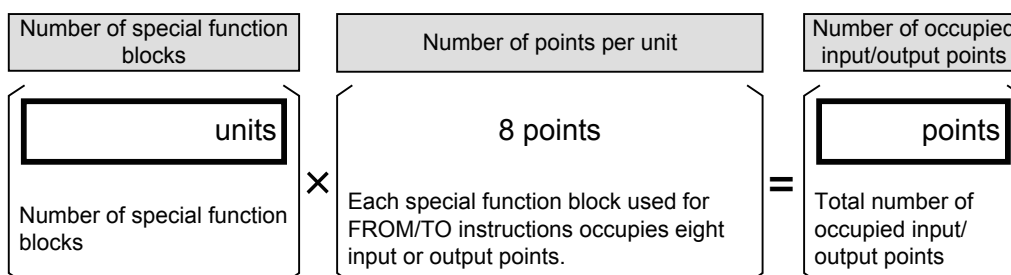 Number of special function
blocks
Number of points per unit
Number of occupied
input/output points
units
8 points
points
×
=
Number of special function
blocks
Each special function block used for
FROM/TO instructions occupies eight
input or output points.
Total number of
occupied input/
output points